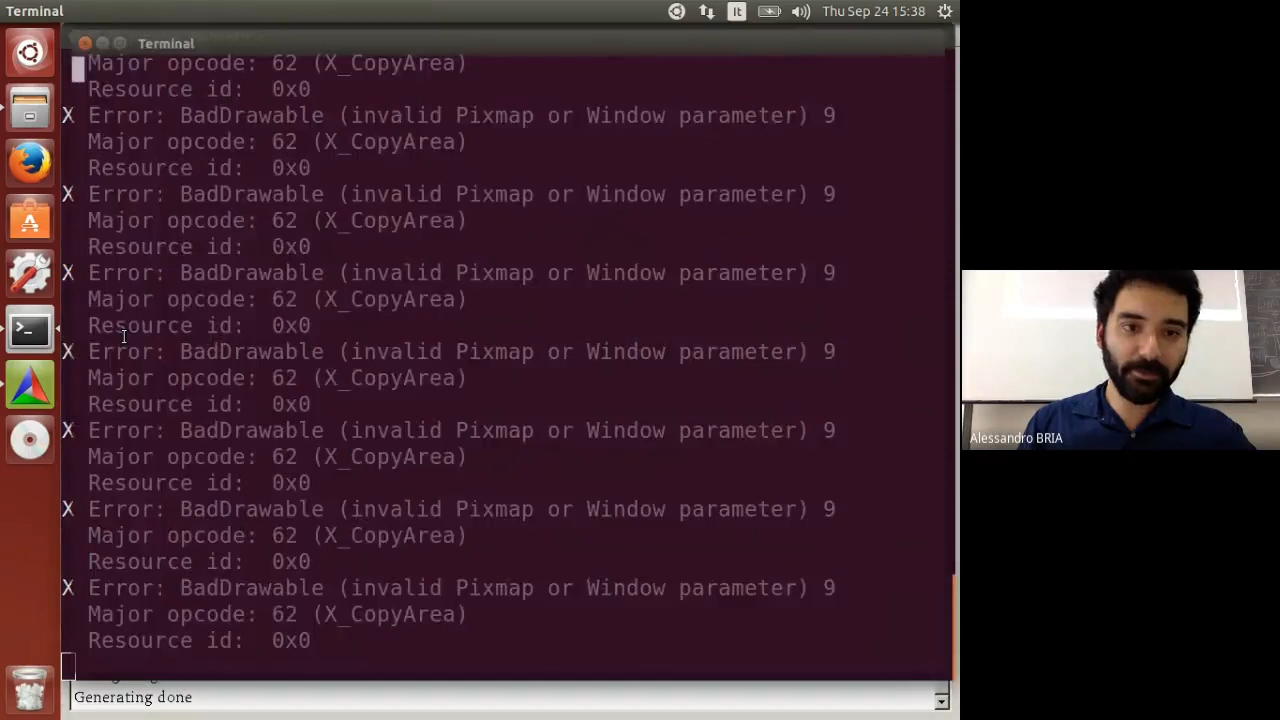 Terminal
It
Thu Sep 24 15:38
Terminal
Major opcode: 62 (X_CopyArea)
Resource id:  0x0
X Error: BadDrawable (invalid Pixmap or Window parameter) 9
Major opcode: 62 (X_CopyArea)
Resource id:  0x0
X Error: BadDrawable (invalid Pixmap or Window parameter) 9
Major opcode: 62 (X_CopyArea)
Resource id:  0x0
X Error: BadDrawable (invalid Pixmap or Window parameter) 9
Major opcode: 62 (X_CopyArea)
Resource id:  0x0
X Error: BadDrawable (invalid Pixmap or Window parameter) 9
Major opcode: 62 (X_CopyArea)
Resource id:  0x0
X Error: BadDrawable (invalid Pixmap or Window parameter) 9
Major opcode: 62 (X_CopyArea)
Resource id:  0x0
X Error: BadDrawable (invalid Pixmap or Window parameter) 9
Major opcode: 62 (X_CopyArea)
Resource id:  0x0
X Error: BadDrawable (invalid Pixmap or Window parameter) 9
Major opcode: 62 (X_CopyArea)
Resource id:  0x0
Generating done
Alessandro BRIA